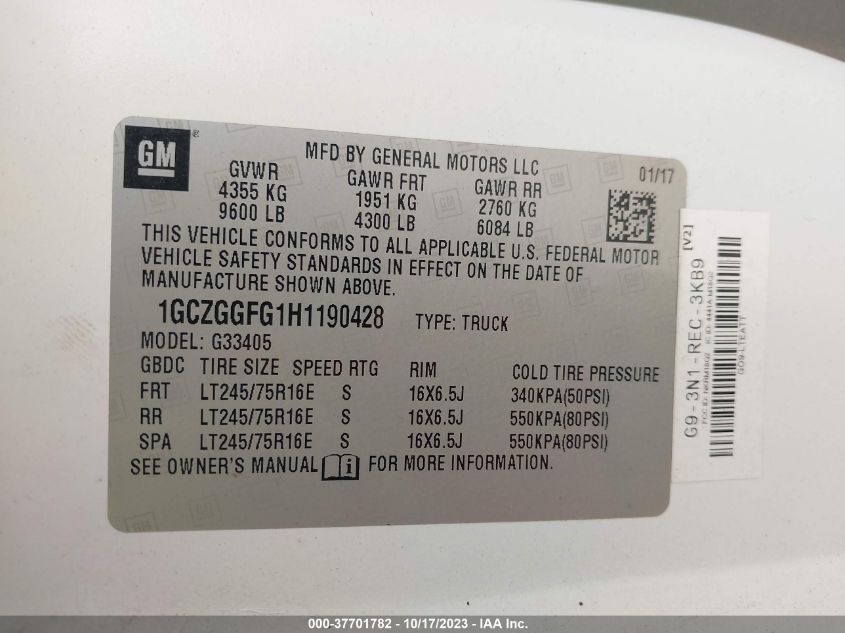 GM ®
MFD BY GENERAL MOTORS LLC 01/17
GVWR GAWR FRT GAWR RR
4355 KG 1951 KG 2760 KG
9600 LB 4300 LB 6084 LB
THIS VEHICLE CONFORMS TO ALL APPLICABLE U.S. FEDERAL MOTOR
VEHICLE SAFETY STANDARDS IN EFFECT ON THE DATE OF
MANUFACTURE SHOWN ABOVE.
1GCZGGFG1H1190428 TYPE: TRUCK
MODEL: G33405
GBDC TIRE SIZE SPEED RTG RIM COLD TIRE PRESSURE
FRT LT245/75R16E S 16X6.5J 340KPA(50PSI)
RR LT245/75R16E S 16X6.5J 550KPA(80PSI)
SPA LT245/75R16E S 16X6.5J 550KPA(80PSI)
SEE OWNER'S MANUAL i FOR MORE INFORMATION.
G9 - 3N1 - REC - 3KB9 [V2]
000-37701782 - 10/17/2023 - IAA Inc.